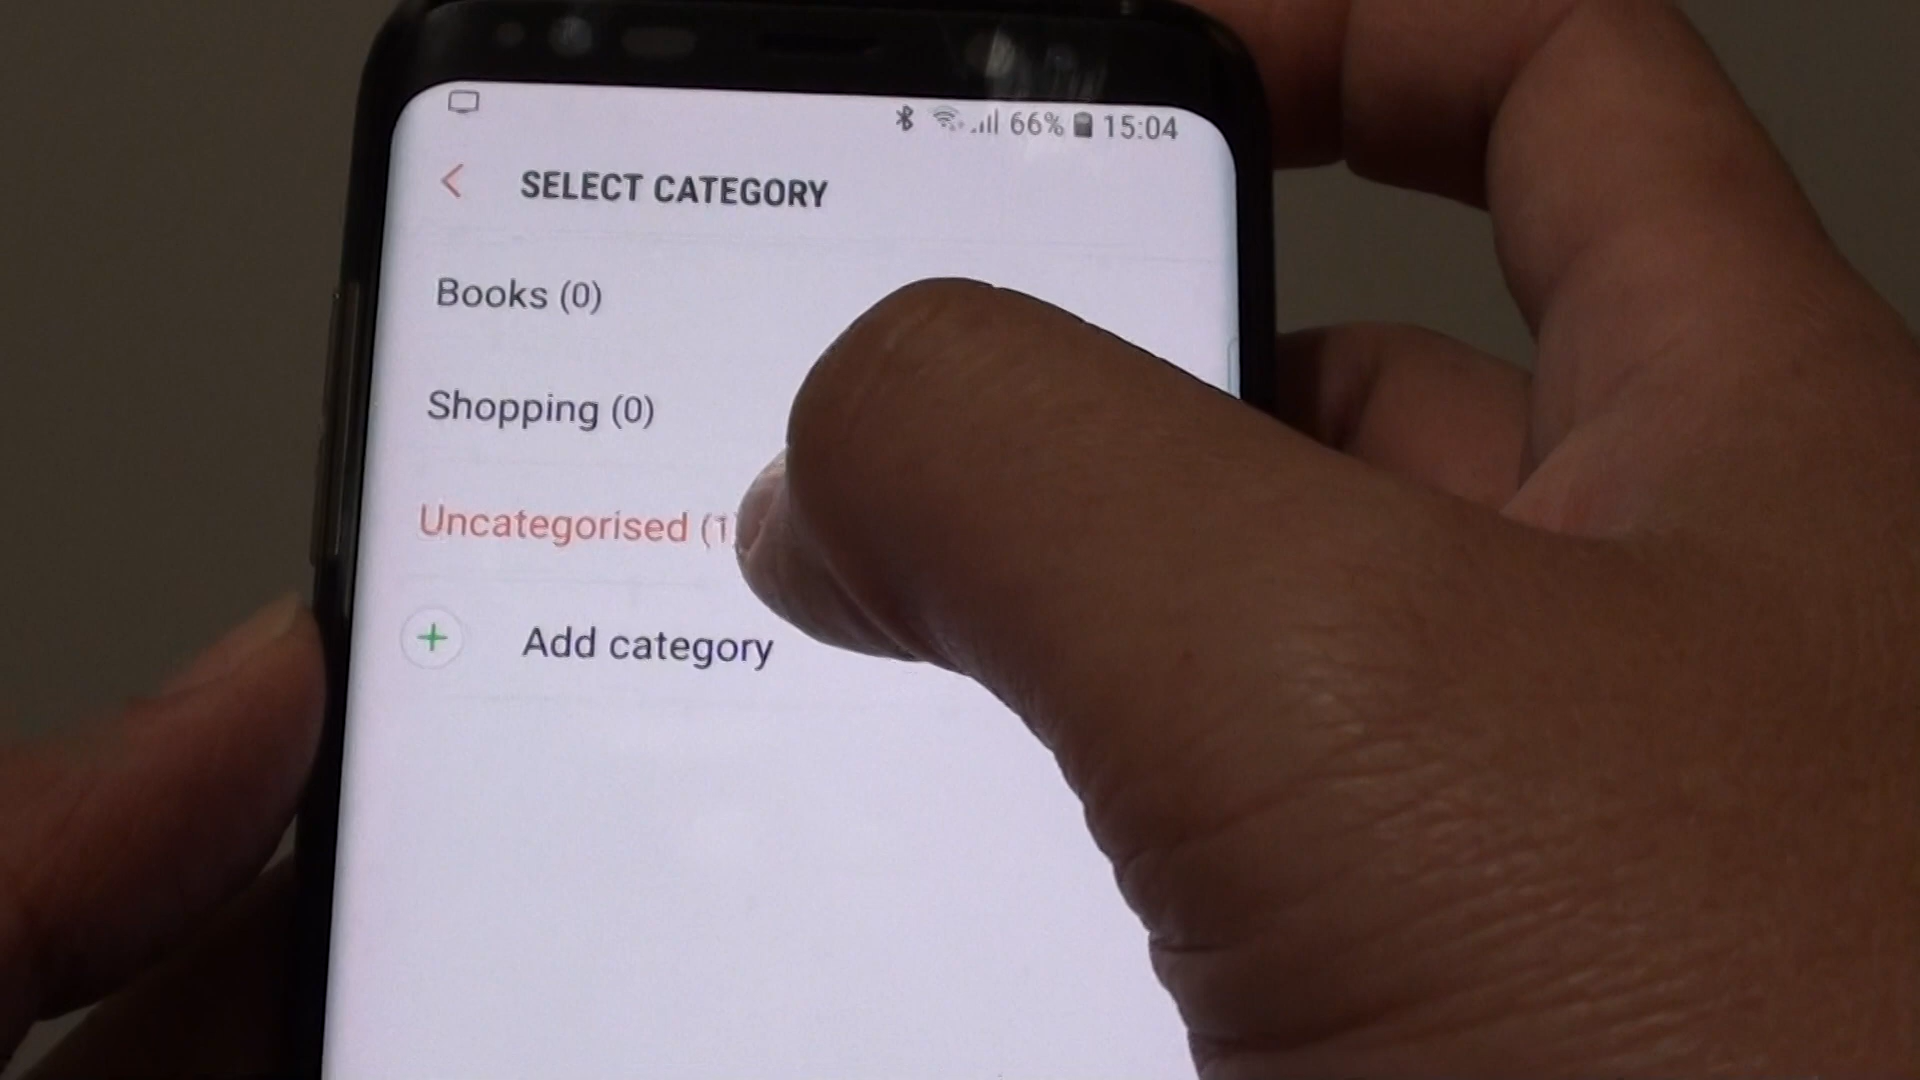 66% 15:04
SELECT CATEGORY
Books (0)
Shopping (0)
Uncategorised (1)
Add category